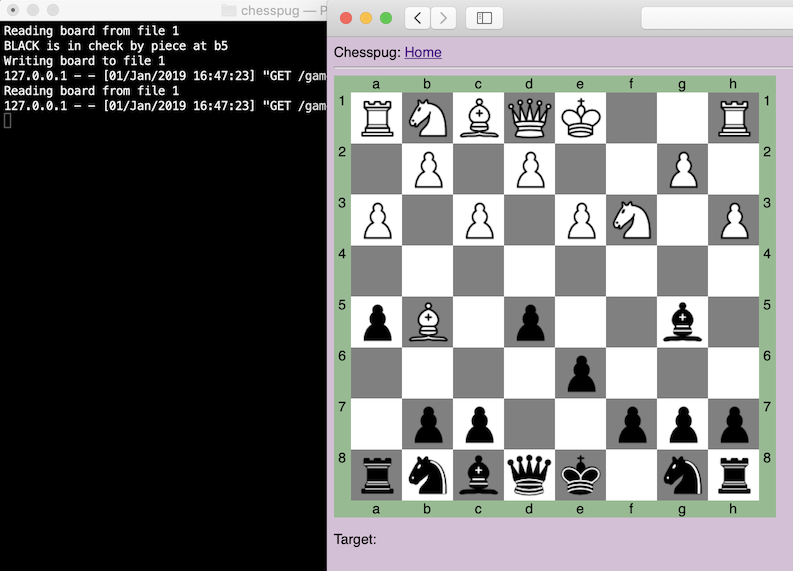 chesspug — P
Reading board from file 1
BLACK is in check by piece at b5
Writing board to file 1
127.0.0.1 - - [01/Jan/2019 16:47:23] "GET /gam
Reading board from file 1
127.0.0.1 - - [01/Jan/2019 16:47:23] "GET /gam
Chesspug: Home
a b c d e f g h
1 1
2 2
3 3
4 4
5 5
6 6
7 7
8 8
a b c d e f g h
Target: